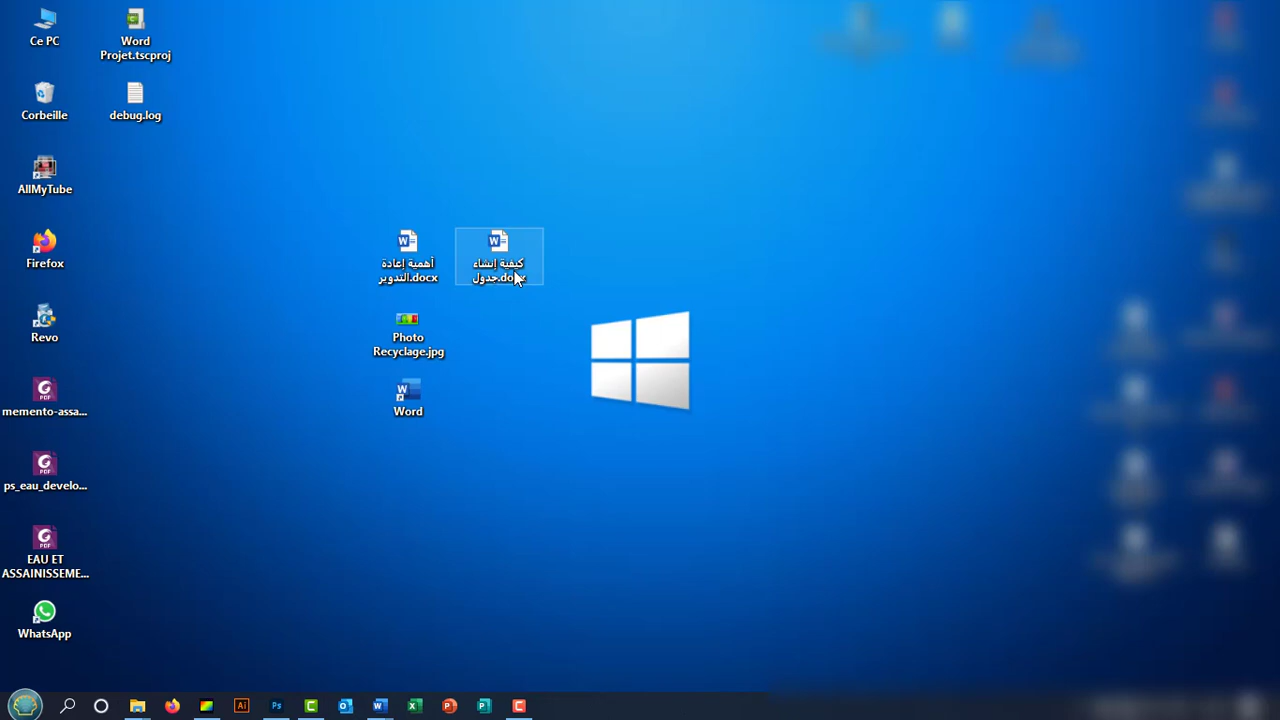 Ce PC
Word
Projet.tscproj
Corbeille
debug.log
AllMyTube
Firefox
Revo
memento-assa...
ps_eau_develo...
EAU ET
ASSAINISSEME...
WhatsApp
أهمية إعادة
التدوير.docx
كيفية إنشاء
جدول.docx
Photo
Recyclage.jpg
Word